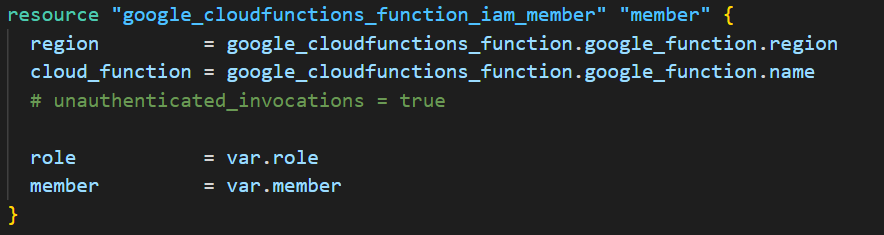 resource "google_cloudfunctions_function_iam_member" "member" {
  region         = google_cloudfunctions_function.google_function.region
  cloud_function = google_cloudfunctions_function.google_function.name
  # unauthenticated_invocations = true

  role           = var.role
  member         = var.member
}